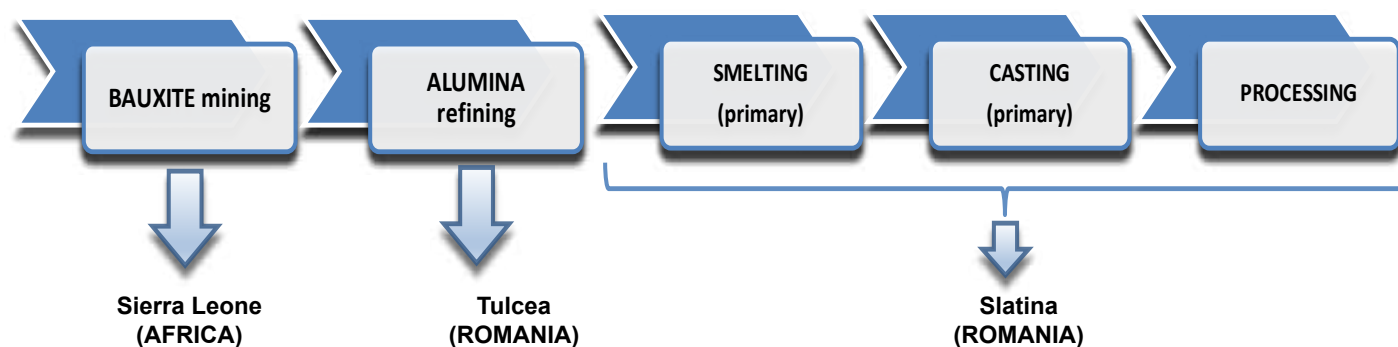 BAUXITE mining
ALUMINA
refining
SMELTING
(primary)
CASTING
(primary)
PROCESSING
Sierra Leone
(AFRICA)
Tulcea
(ROMANIA)
Slatina
(ROMANIA)